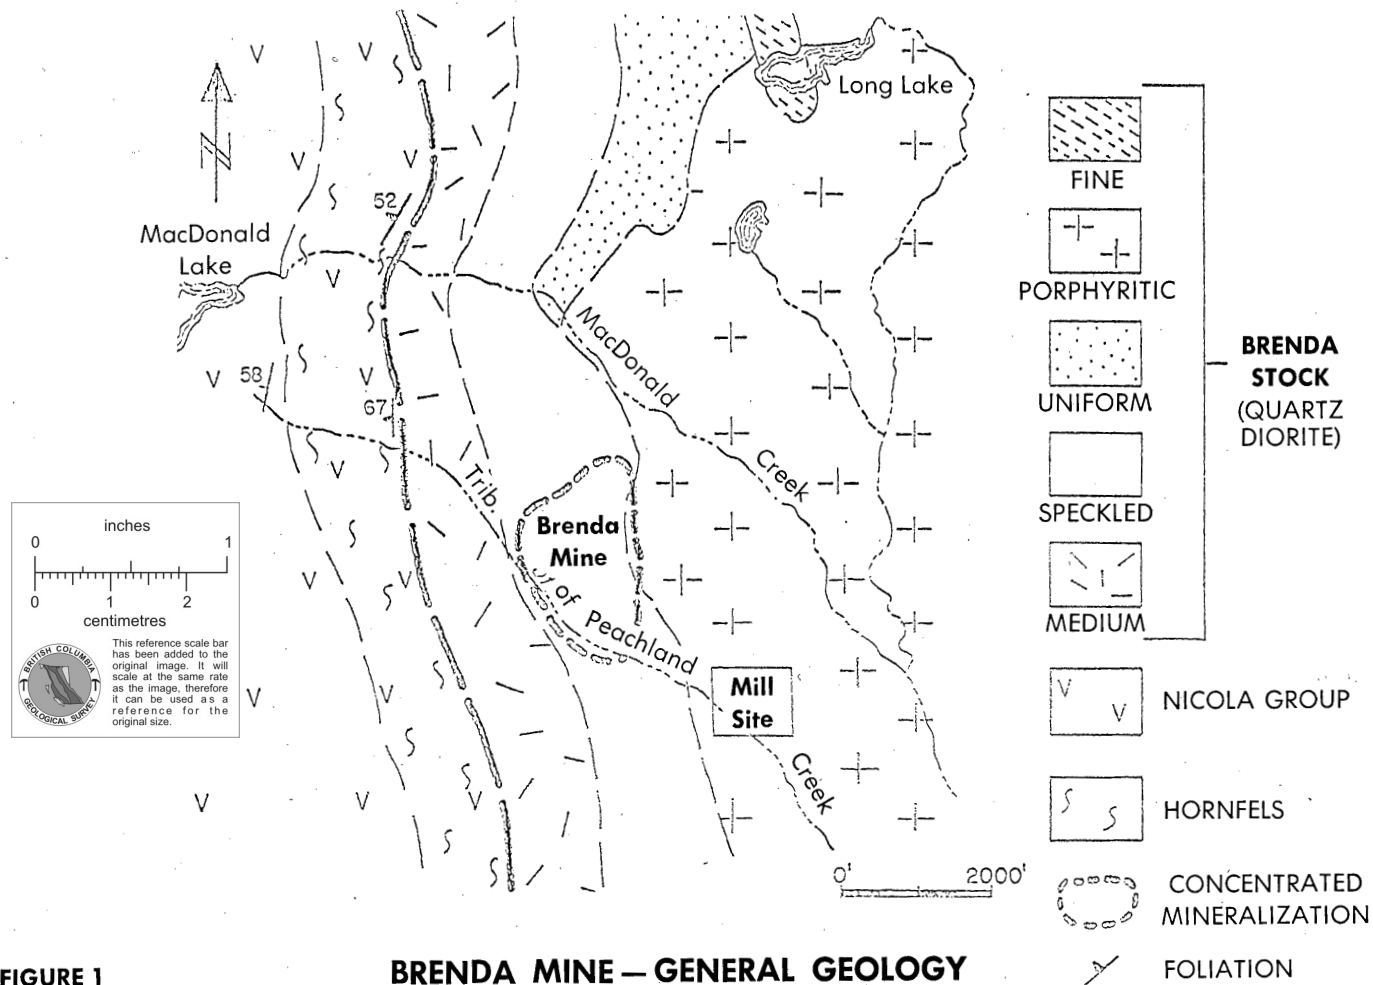 Long Lake
N
52
MacDonald
Lake
MacDonald
58
67
Creek
Trib.
Brenda
Mine
of Peachland
Mill
Site
Creek
0' 2000'
FINE
PORPHYRITIC
UNIFORM
SPECKLED
MEDIUM
BRENDA
STOCK
(QUARTZ
DIORITE)
NICOLA GROUP
HORNFELS
CONCENTRATED
MINERALIZATION
FOLIATION
inches
0 1
0 1 2
centimetres
BRITISH COLUMBIA
GEOLOGICAL SURVEY
This reference scale bar
has been added to the
original image. It will
scale at the same rate
as the image, therefore
it can be used as a
reference for the
original size.
FIGURE 1
BRENDA MINE — GENERAL GEOLOGY